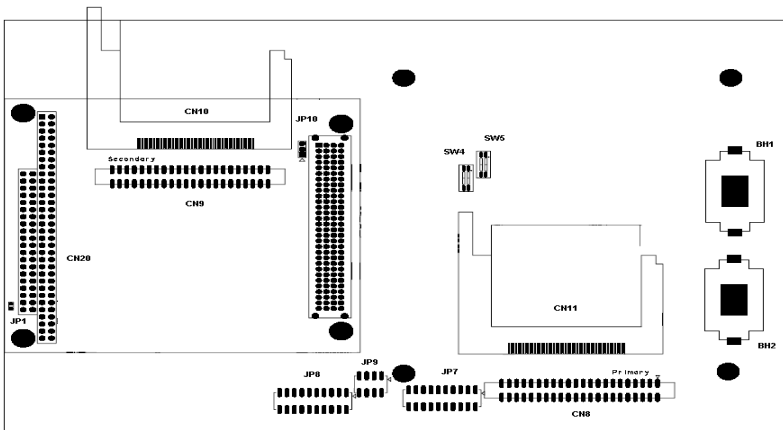 CN10
JP10
Secondary
CN9
SW5
SW4
BH1
CN20
CN11
JP1
BH2
JP9
JP8
JP7
Primary
CN8